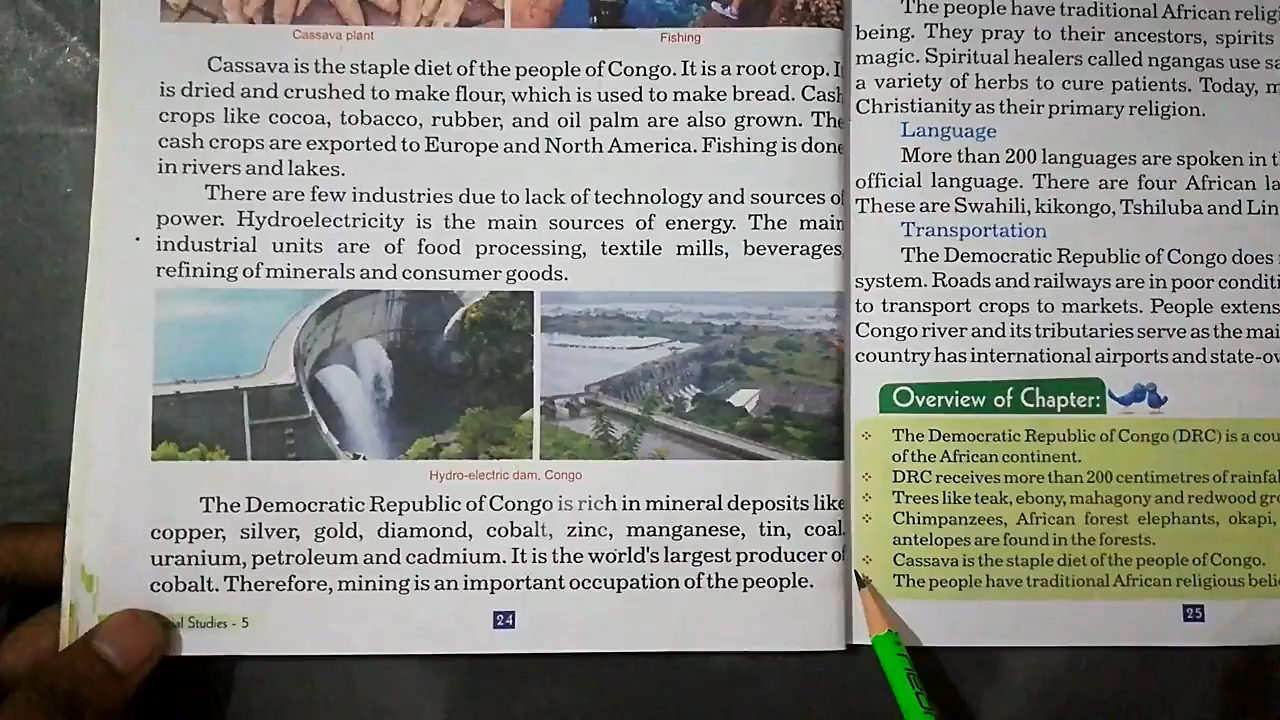 Cassava plant
Fishing
Cassava is the staple diet of the people of Congo. It is a root crop. I
is dried and crushed to make flour, which is used to make bread. Cash
crops like cocoa, tobacco, rubber, and oil palm are also grown. The
cash crops are exported to Europe and North America. Fishing is done
in rivers and lakes.
There are few industries due to lack of technology and sources of
power. Hydroelectricity is the main sources of energy. The main
industrial units are of food processing, textile mills, beverages,
refining of minerals and consumer goods.
Hydro-electric dam, Congo
The Democratic Republic of Congo is rich in mineral deposits like
copper, silver, gold, diamond, cobalt, zinc, manganese, tin, coal,
uranium, petroleum and cadmium. It is the world's largest producer of
cobalt. Therefore, mining is an important occupation of the people.
Studies - 5
24
The people have traditional African
being. They pray to their ancestors, spirits
magic. Spiritual healers called ngangas use
a variety of herbs to cure patients. Today,
Christianity as their primary religion.
Language
More than 200 languages are spoken in
official language. There are four African
These are Swahili, kikongo, Tshiluba and
Transportation
The Democratic Republic of Congo does
system. Roads and railways are in poor
to transport crops to markets. People
Congo river and its tributaries serve as the
country has international airports and
Overview of Chapter:
The Democratic Republic of Congo (DRC) is a
of the African continent.
DRC receives more than 200 centimetres of
Trees like teak, ebony, mahagony and redwood
Chimpanzees, African forest elephants, okapi,
antelopes are found in the forests.
Cassava is the staple diet of the people of Congo.
The people have traditional African religious
25